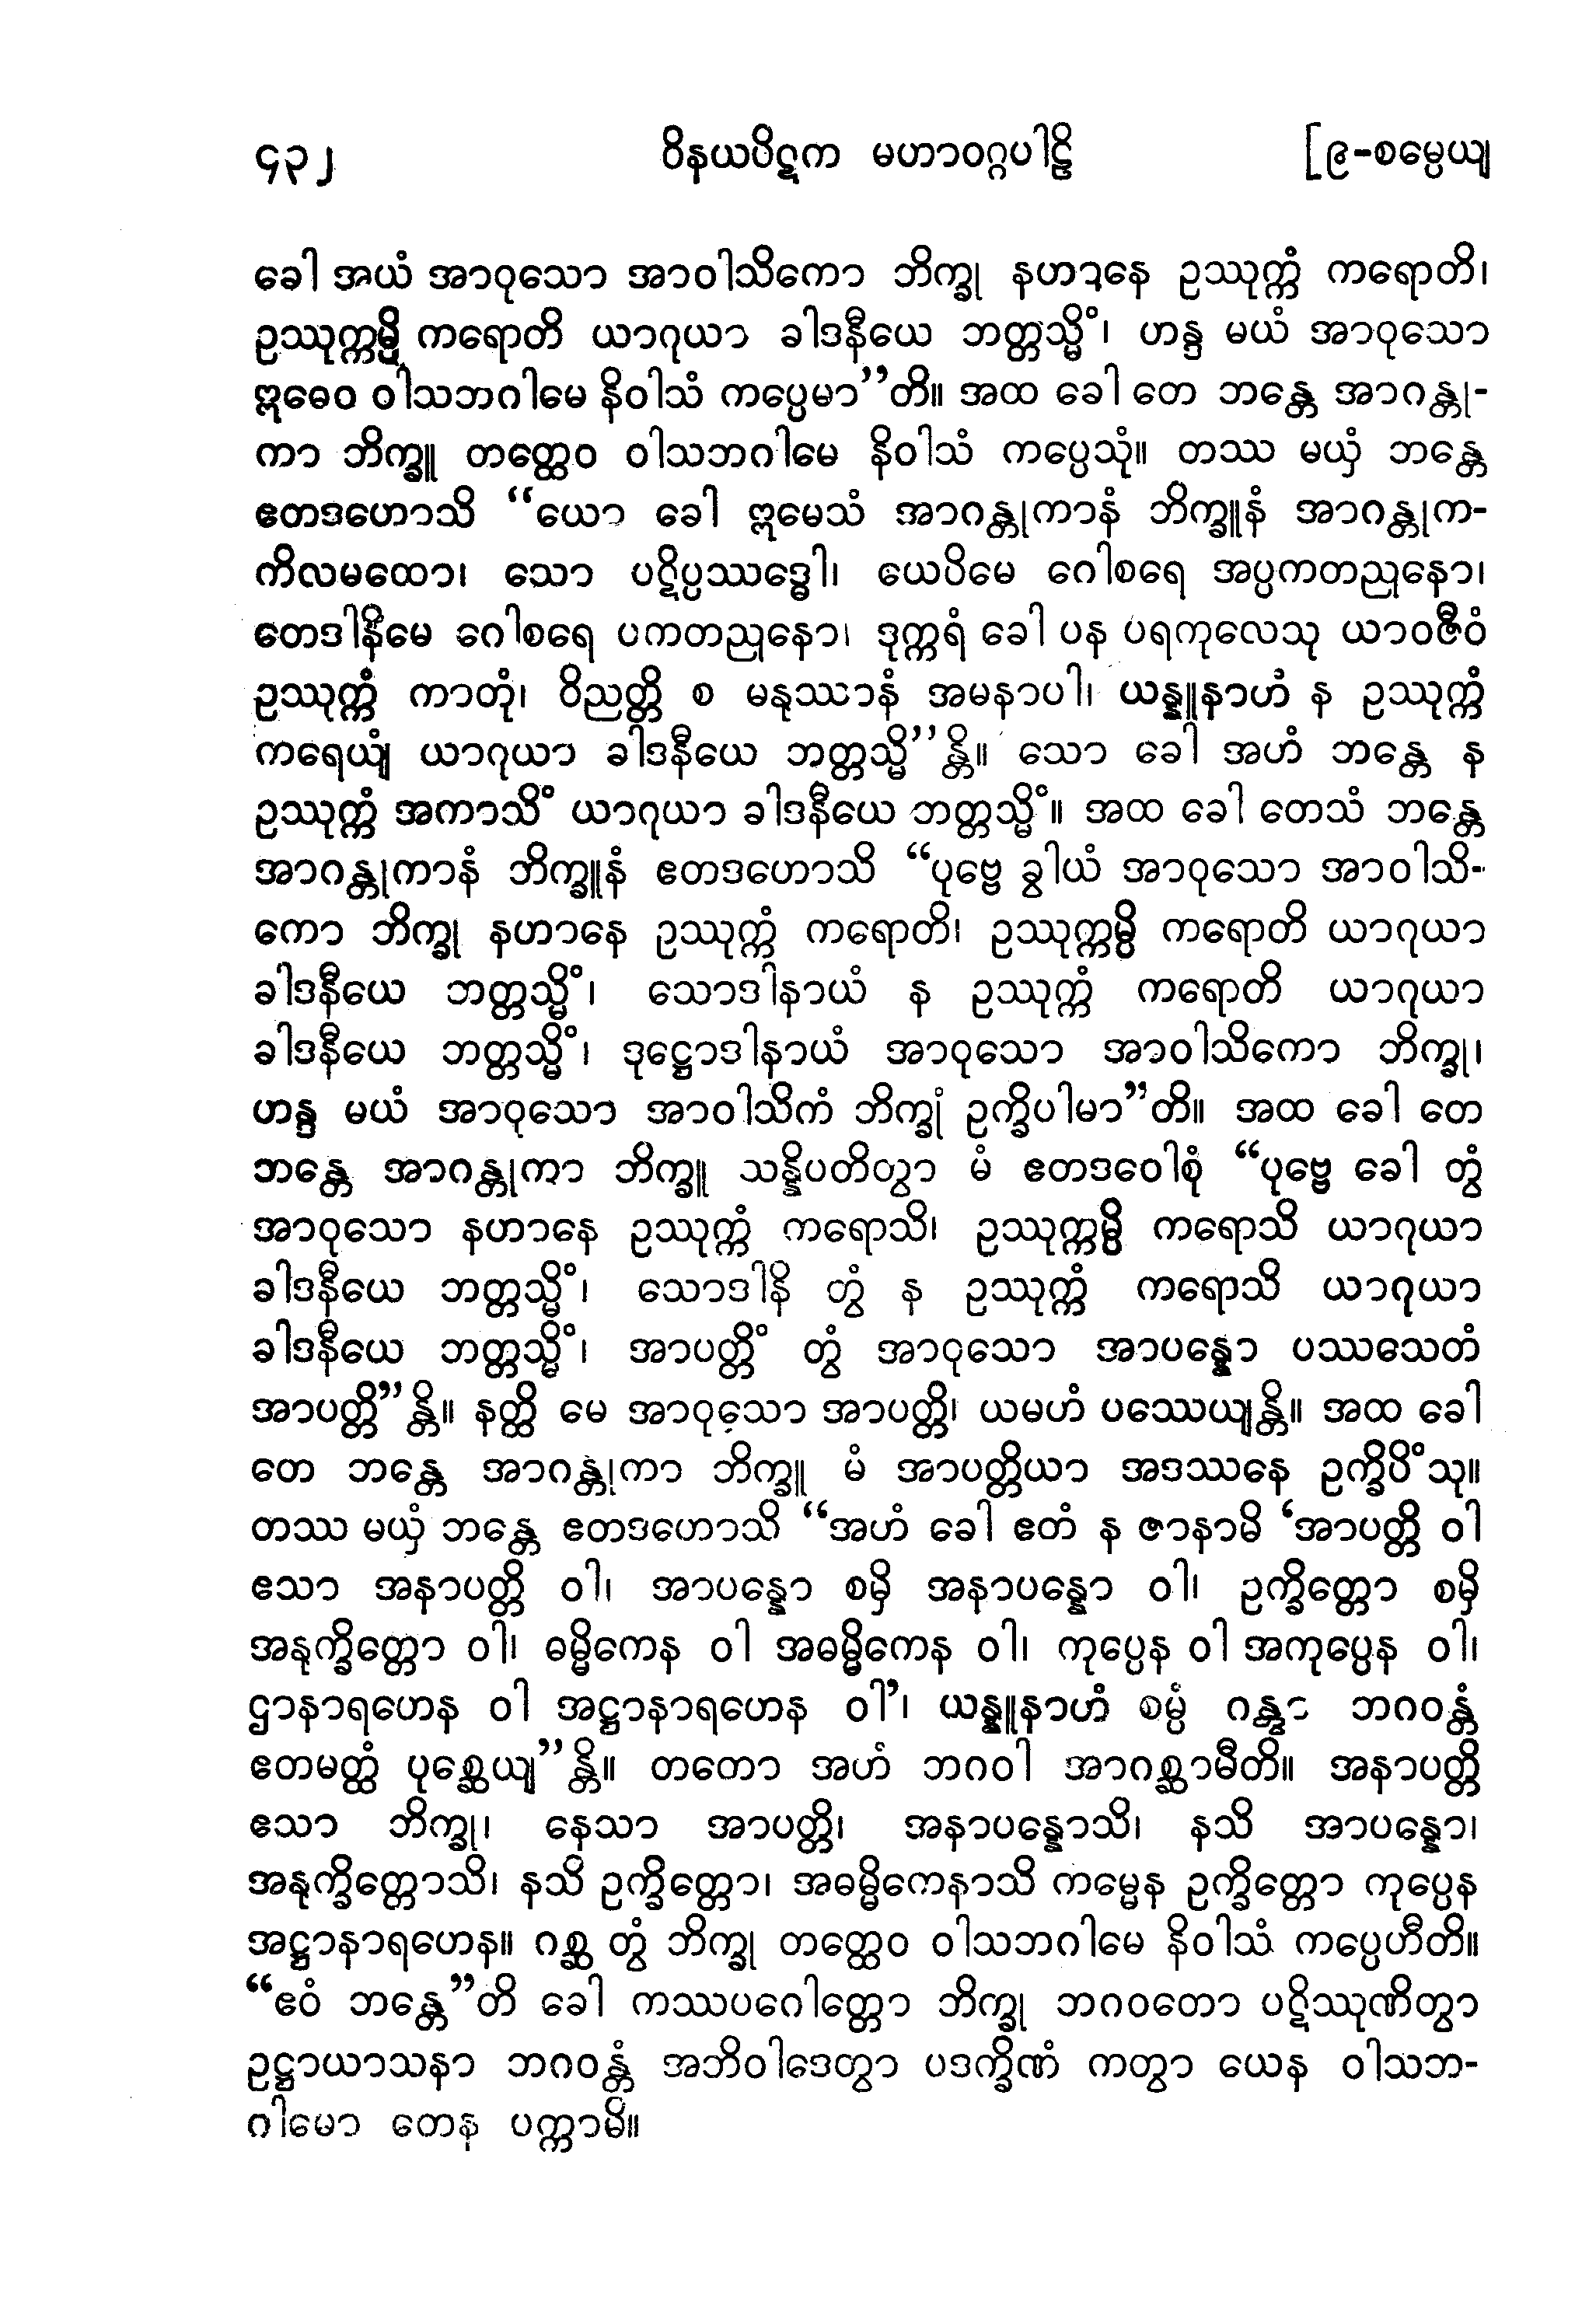 ၄၃၂ ဝိနယပိဋက မဟာဝဂ္ဂပါဠိ [၉-စမ္ပေယျ
ခေါ အယံ အာဝုသော အာဝါသိကော ဘိက္ခု နဟာနေ ဥဿုက္ကံ ကရောတိ၊
ဥဿုက္ကမ္ပိ ကရောတိ ယာဂုယာ ခါဒနီယေ ဘတ္တသ္မိံ၊ ဟန္ဒ မယံ အာဝုသော
ဣဓေဝ ဝါသဘဂါမေ နိဝါသံ ကပ္ပေမာ”တိ။ အထ ခေါ တေ ဘန္တေ အာဂန္တု-
ကာ ဘိက္ခူ တတ္ထေဝ ဝါသဘဂါမေ နိဝါသံ ကပ္ပေသုံ။ တဿ မယှံ ဘန္တေ
ဧတဒဟောသိ “ယော ခေါ ဣမေသံ အာဂန္တုကာနံ ဘိက္ခူနံ အာဂန္တုက-
ကိလမထော၊ သော ပဋိပ္ပဿဒ္ဓေါ၊ ယေပိမေ ဂေါစရေ အပ္ပကတညုနော၊
တေဒါနိမေ ဂေါစရေ ပကတညုနော၊ ဒုက္ကရံ ခေါ ပန ပရကုလေသု ယာဝဇီဝံ
ဥဿုက္ကံ ကာတုံ၊ ဝိညတ္တိ စ မနုဿာနံ အမနာပါ၊ ယန္နူနာဟံ န ဥဿုက္ကံ
ကရေယျံ ယာဂုယာ ခါဒနီယေ ဘတ္တသ္မိ”န္တိ။ သော ခေါ အဟံ ဘန္တေ န
ဥဿုက္ကံ အကာသိံ ယာဂုယာ ခါဒနီယေ ဘတ္တသ္မိံ။ အထ ခေါ တေသံ ဘန္တေ
အာဂန္တုကာနံ ဘိက္ခူနံ ဧတဒဟောသိ “ပုဗ္ဗေ ခွါယံ အာဝုသော အာဝါသိ-
ကော ဘိက္ခု နဟာနေ ဥဿုက္ကံ ကရောတိ၊ ဥဿုက္ကမ္ပိ ကရောတိ ယာဂုယာ
ခါဒနီယေ ဘတ္တသ္မိံ၊ သောဒါနာယံ န ဥဿုက္ကံ ကရောတိ ယာဂုယာ
ခါဒနီယေ ဘတ္တသ္မိံ၊ ဒုဋ္ဌောဒါနာယံ အာဝုသော အာဝါသိကော ဘိက္ခု၊
ဟန္ဒ မယံ အာဝုသော အာဝါသိကံ ဘိက္ခုံ ဥက္ခိပါမာ”တိ။ အထ ခေါ တေ
ဘန္တေ အာဂန္တုကာ ဘိက္ခူ သန္နိပတိတွာ မံ ဧတဒဝေါစုံ “ပုဗ္ဗေ ခေါ တွံ
အာဝုသော နဟာနေ ဥဿုက္ကံ ကရောသိ၊ ဥဿုက္ကမ္ပိ ကရောသိ ယာဂုယာ
ခါဒနီယေ ဘတ္တသ္မိံ၊ သောဒါနိ တွံ န ဥဿုက္ကံ ကရောသိ ယာဂုယာ
ခါဒနီယေ ဘတ္တသ္မိံ၊ အာပတ္တိံ တွံ အာဝုသော အာပန္နော ပဿသေတံ
အာပတ္တိ”န္တိ။ နတ္ထိ မေ အာဝုသော အာပတ္တိ၊ ယမဟံ ပဿေယျန္တိ။ အထ ခေါ
တေ ဘန္တေ အာဂန္တုကာ ဘိက္ခူ မံ အာပတ္တိယာ အဒဿနေ ဥက္ခိပိံသု။
တဿ မယှံ ဘန္တေ ဧတဒဟောသိ “အဟံ ခေါ ဧတံ န ဇာနာမိ ‘အာပတ္တိ ဝါ
ဧသာ အနာပတ္တိ ဝါ၊ အာပန္နော စမှိ အနာပန္နော ဝါ၊ ဥက္ခိတ္တော စမှိ
အနုက္ခိတ္တော ဝါ၊ ဓမ္မိကေန ဝါ အဓမ္မိကေန ဝါ၊ ကုပ္ပေန ဝါ အကုပ္ပေန ဝါ၊
ဌာနာရဟေန ဝါ အဋ္ဌာနာရဟေန ဝါ’၊ ယန္နူနာဟံ စမ္ပံ ဂန္တွာ ဘဂဝန္တံ
ဧတမတ္ထံ ပုစ္ဆေယျ”န္တိ။ တတော အဟံ ဘဂဝါ အာဂစ္ဆာမီတိ။ အနာပတ္တိ
ဧသာ ဘိက္ခု၊ နေသာ အာပတ္တိ၊ အနာပန္နောသိ၊ နသိ အာပန္နော၊
အနုက္ခိတ္တောသိ၊ နသိ ဥက္ခိတ္တော၊ အဓမ္မိကေနာသိ ကမ္မေန ဥက္ခိတ္တော ကုပ္ပေန
အဋ္ဌာနာရဟေန။ ဂစ္ဆ တွံ ဘိက္ခု တတ္ထေဝ ဝါသဘဂါမေ နိဝါသံ ကပ္ပေဟီတိ။
“ဧဝံ ဘန္တေ”တိ ခေါ ကဿပဂေါတ္တော ဘိက္ခု ဘဂဝတော ပဋိဿုဏိတွာ
ဥဋ္ဌာယာသနာ ဘဂဝန္တံ အဘိဝါဒေတွာ ပဒက္ခိဏံ ကတွာ ယေန ဝါသဘ-
ဂါမော တေန ပက္ကာမိ။